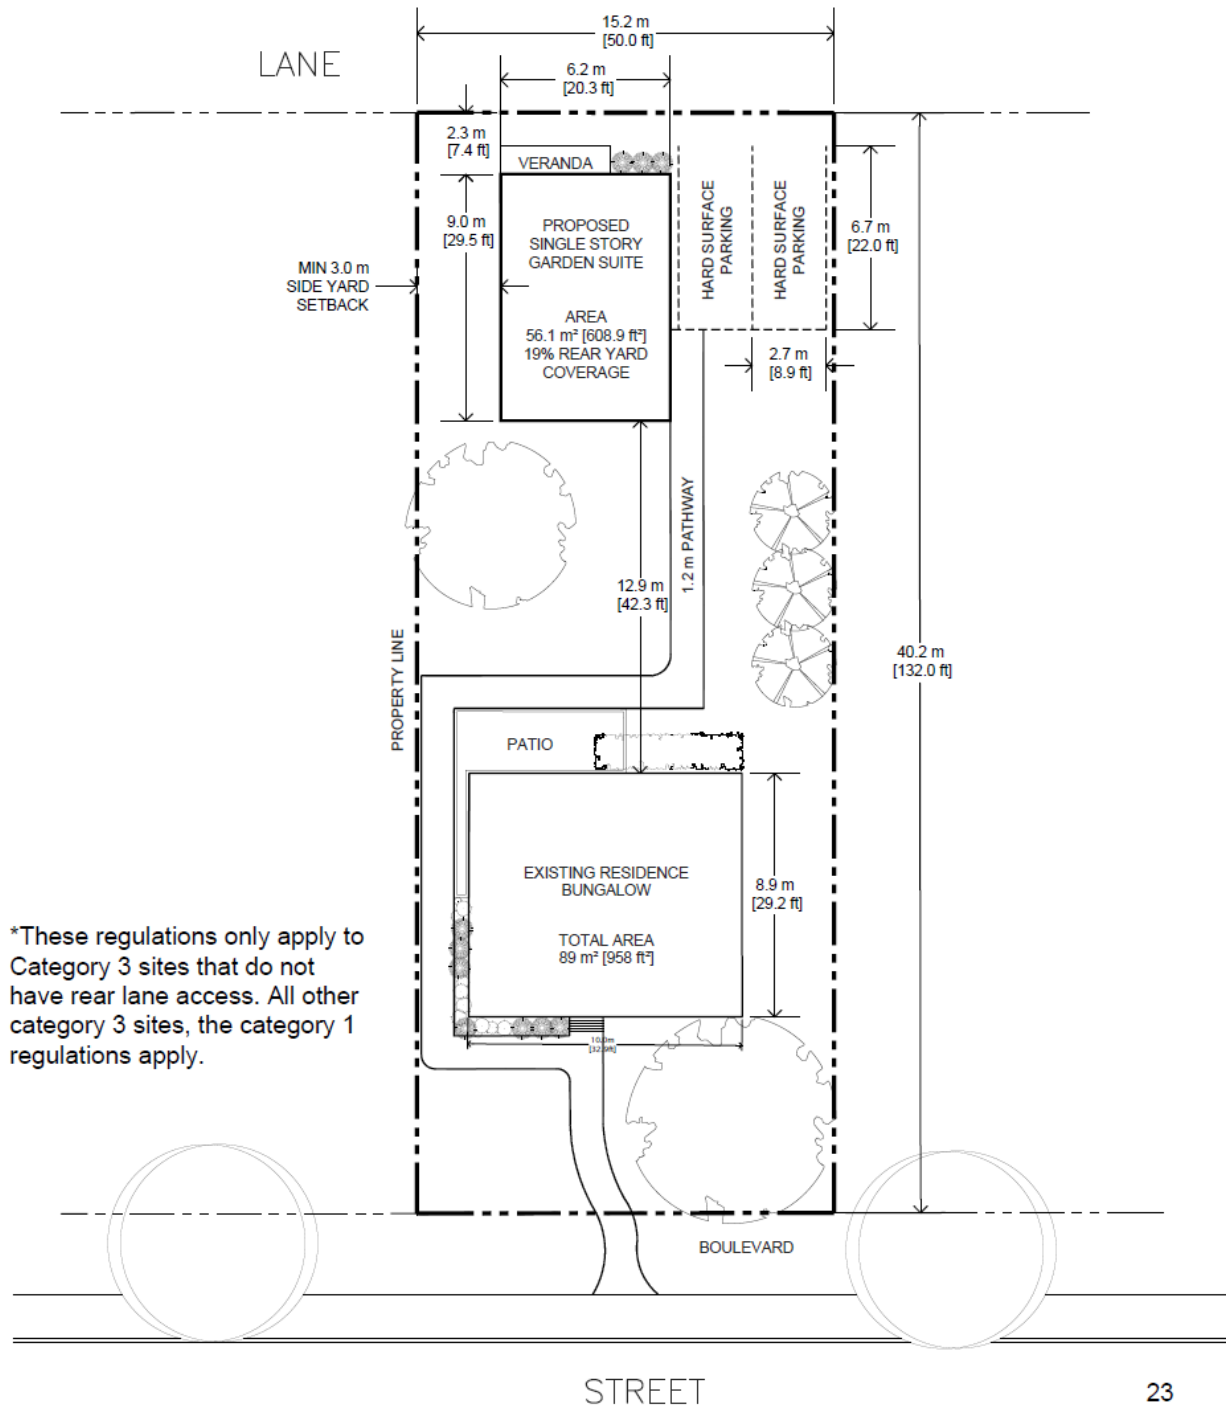 15.2 m
[50.0 ft]
LANE
6.2 m
[20.3 ft]
2.3 m
[7.4 ft]
VERANDA
9.0 m
[29.5 ft]
PROPOSED
SINGLE STORY
GARDEN SUITE
AREA
56.1 m² [608.9 ft²]
19% REAR YARD
COVERAGE
HARD SURFACE
PARKING
HARD SURFACE
PARKING
6.7 m
[22.0 ft]
MIN 3.0 m
SIDE YARD
SETBACK
2.7 m
[8.9 ft]
1.2 m PATHWAY
12.9 m
[42.3 ft]
PROPERTY LINE
40.2 m
[132.0 ft]
PATIO
EXISTING RESIDENCE
BUNGALOW
TOTAL AREA
89 m² [958 ft²]
8.9 m
[29.2 ft]
*These regulations only apply to
Category 3 sites that do not
have rear lane access. All other
category 3 sites, the category 1
regulations apply.
10.0m
[32.9ft]
BOULEVARD
STREET
23